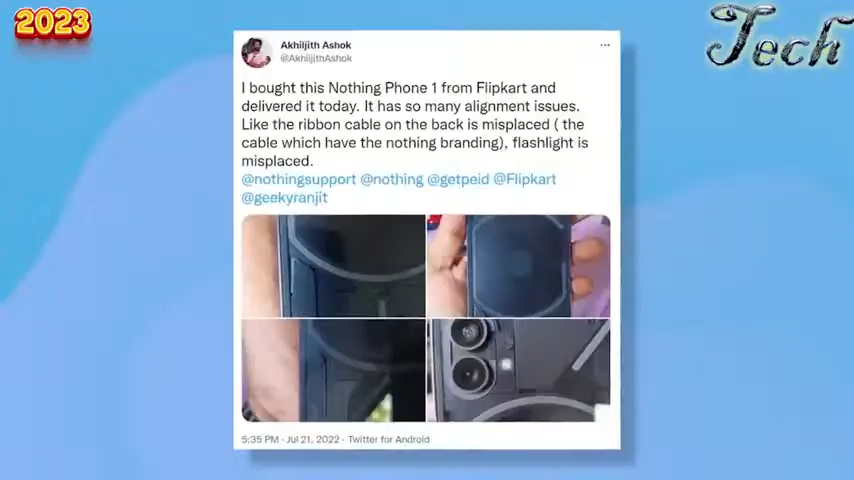 2023
Tech
Akhiljith Ashok
@AkhiljithAshok
I bought this Nothing Phone 1 from Flipkart and
delivered it today. It has so many alignment issues.
Like the ribbon cable on the back is misplaced ( the
cable which have the nothing branding), flashlight is
misplaced.
@nothingsupport @nothing @getpeid @Flipkart
@geekyranjit
5:35 PM · Jul 21, 2022 · Twitter for Android